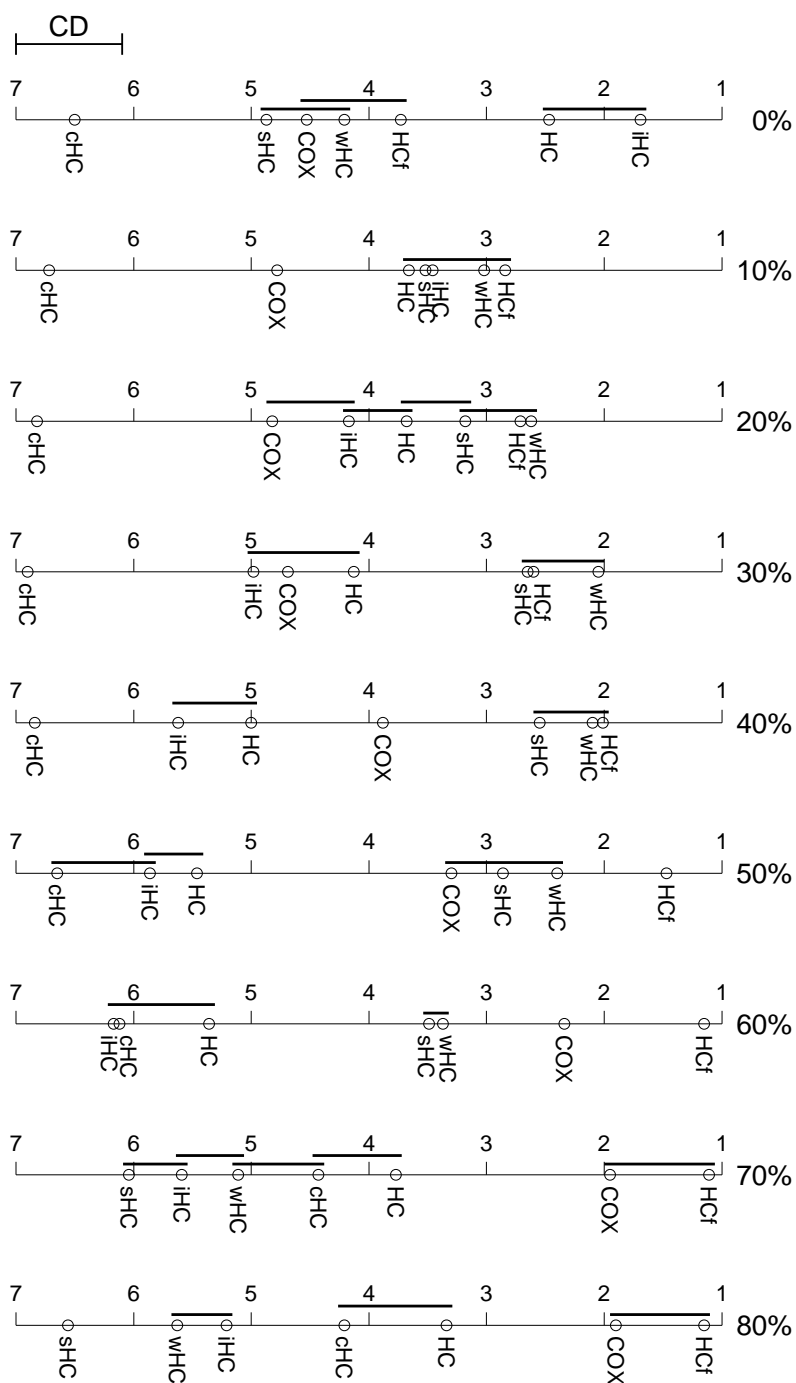 CD
7 6 5 4 3 2 1
0%
cHC sHC COX wHC HCf HC iHC
7 6 5 4 3 2 1
10%
cHC COX HC sHC iHC wHC HCf
7 6 5 4 3 2 1
20%
cHC COX iHC HC sHC HCf wHC
7 6 5 4 3 2 1
30%
cHC iHC COX HC sHC HCf wHC
7 6 5 4 3 2 1
40%
cHC iHC HC COX sHC wHC HCf
7 6 5 4 3 2 1
50%
cHC iHC HC COX sHC wHC HCf
7 6 5 4 3 2 1
60%
iHC cHC HC sHC wHC COX HCf
7 6 5 4 3 2 1
70%
sHC iHC wHC cHC HC COX HCf
7 6 5 4 3 2 1
80%
sHC wHC iHC cHC HC COX HCf